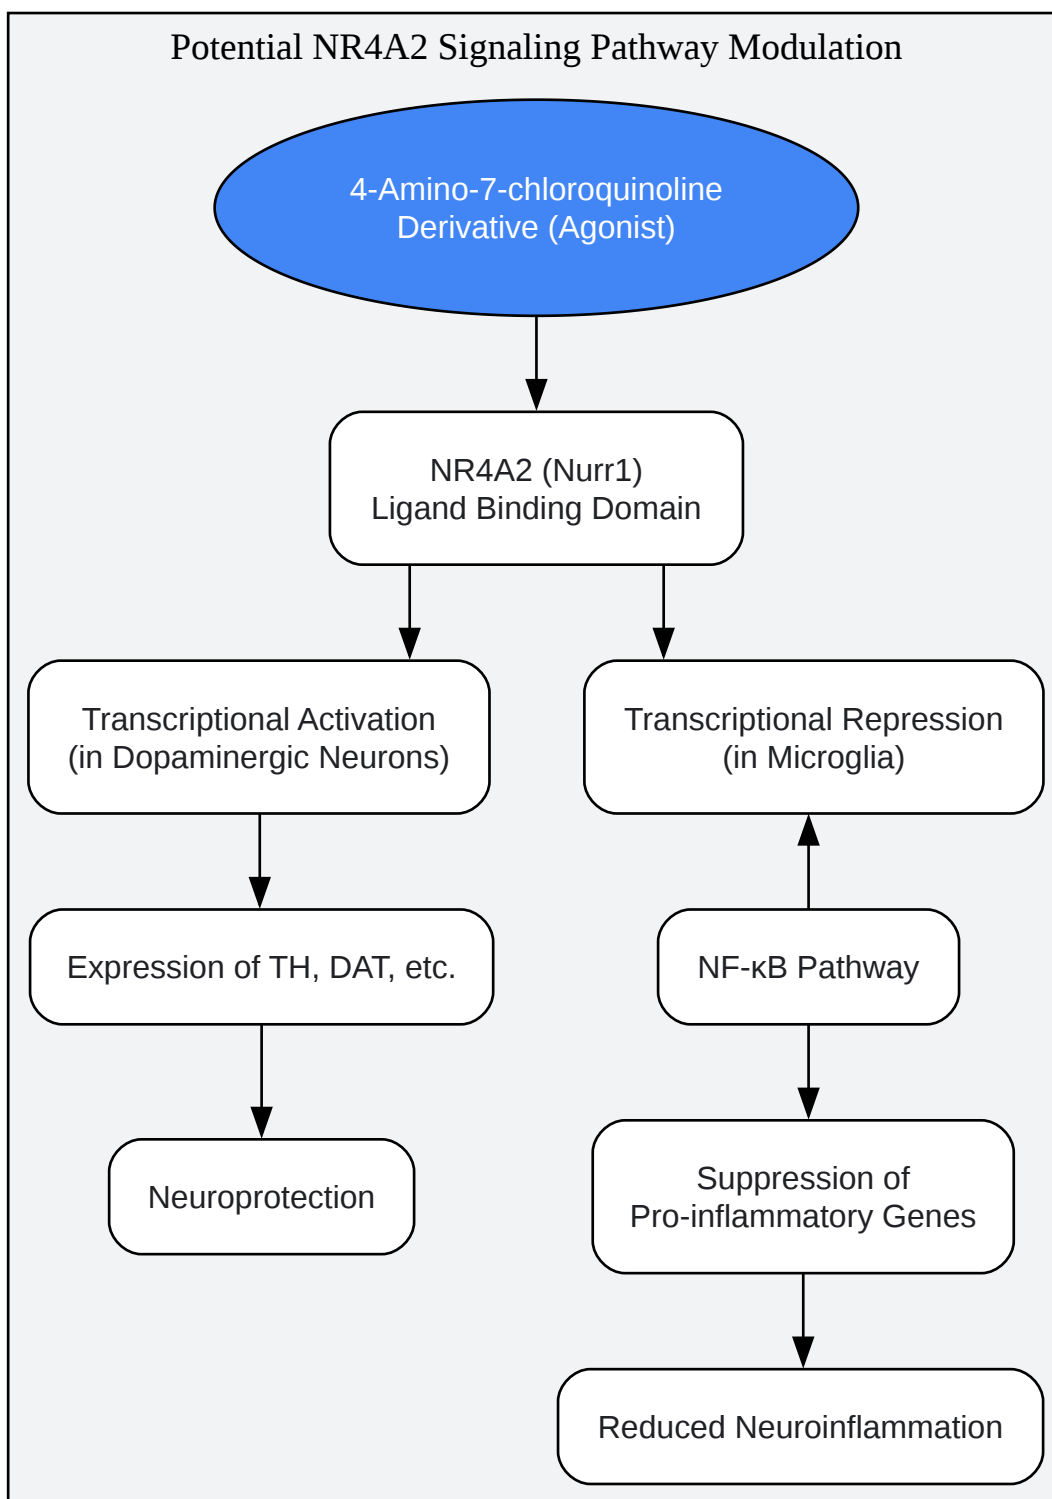 Potential NR4A2 Signaling Pathway Modulation
4-Amino-7-chloroquinoline
Derivative (Agonist)
NR4A2 (Nurr1)
Ligand Binding Domain
Transcriptional Activation
(in Dopaminergic Neurons)
Transcriptional Repression
(in Microglia)
Expression of TH, DAT, etc.
NF-κB Pathway
Neuroprotection
Suppression of
Pro-inflammatory Genes
Reduced Neuroinflammation